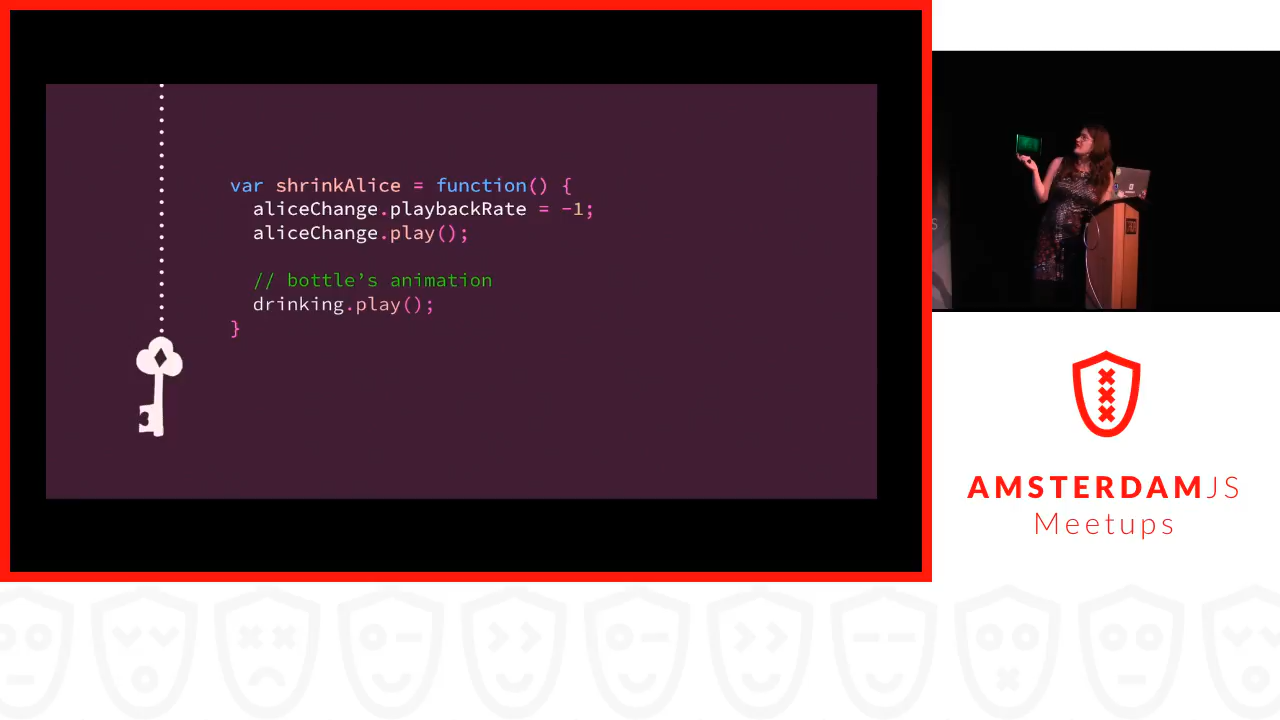 var shrinkAlice = function() {
  aliceChange.playbackRate = -1;
  aliceChange.play();

  // bottle’s animation
  drinking.play();
}
S
AMSTERDAMJS
Meetups